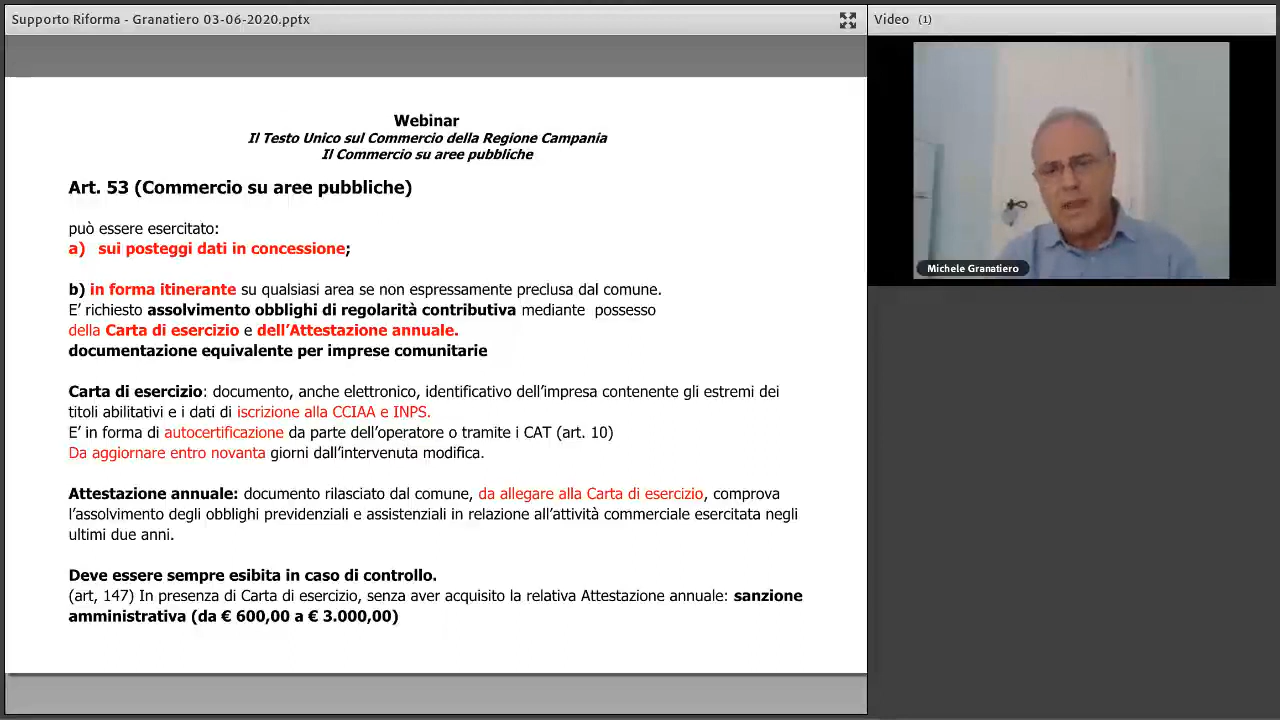 Supporto Riforma - Granatiero 03-06-2020.pptx
Video (1)
Webinar
Il Testo Unico sul Commercio della Regione Campania
Il Commercio su aree pubbliche
Art. 53 (Commercio su aree pubbliche)
può essere esercitato:
a) sui posteggi dati in concessione;
b) in forma itinerante su qualsiasi area se non espressamente preclusa dal comune.
E’ richiesto assolvimento obblighi di regolarità contributiva mediante possesso
della Carta di esercizio e dell’Attestazione annuale.
documentazione equivalente per imprese comunitarie
Carta di esercizio: documento, anche elettronico, identificativo dell’impresa contenente gli estremi dei
titoli abilitativi e i dati di iscrizione alla CCIAA e INPS.
E’ in forma di autocertificazione da parte dell’operatore o tramite i CAT (art. 10)
Da aggiornare entro novanta giorni dall’intervenuta modifica.
Attestazione annuale: documento rilasciato dal comune, da allegare alla Carta di esercizio, comprova
l’assolvimento degli obblighi previdenziali e assistenziali in relazione all’attività commerciale esercitata negli
ultimi due anni.
Deve essere sempre esibita in caso di controllo.
(art, 147) In presenza di Carta di esercizio, senza aver acquisito la relativa Attestazione annuale: sanzione
amministrativa (da € 600,00 a € 3.000,00)
Michele Granatiero